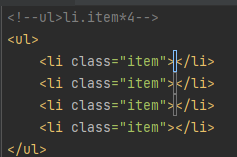 <!--ul>li.item*4-->
<ul>
    <li class="item"></li>
    <li class="item"></li>
    <li class="item"></li>
    <li class="item"></li>
</ul>